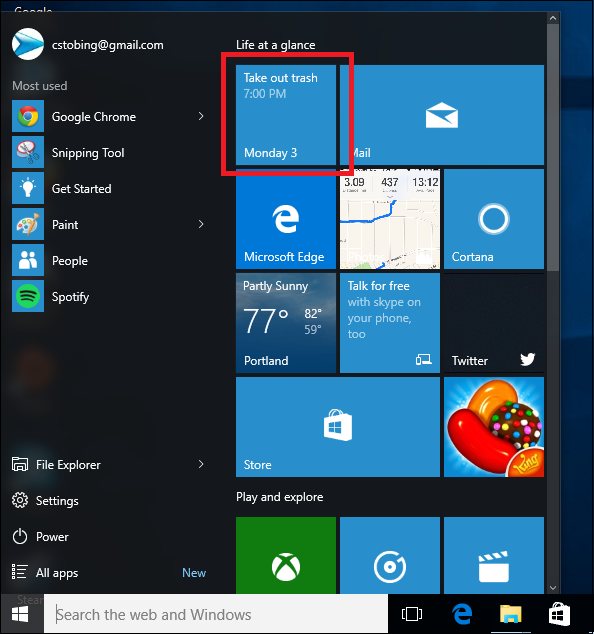 Google
cstobing@gmail.com
Most used
Google Chrome
Snipping Tool
Get Started
Paint
People
Spotify
File Explorer
Settings
Power
All apps
New
Life at a glance
Take out trash
7:00 PM
Monday 3
Mail
Microsoft Edge
3.09
437
13:12
Cortana
Partly Sunny
77°
82°
59°
Portland
Talk for free
with skype on
your phone,
too
Twitter
Store
King
Play and explore
Search the web and Windows